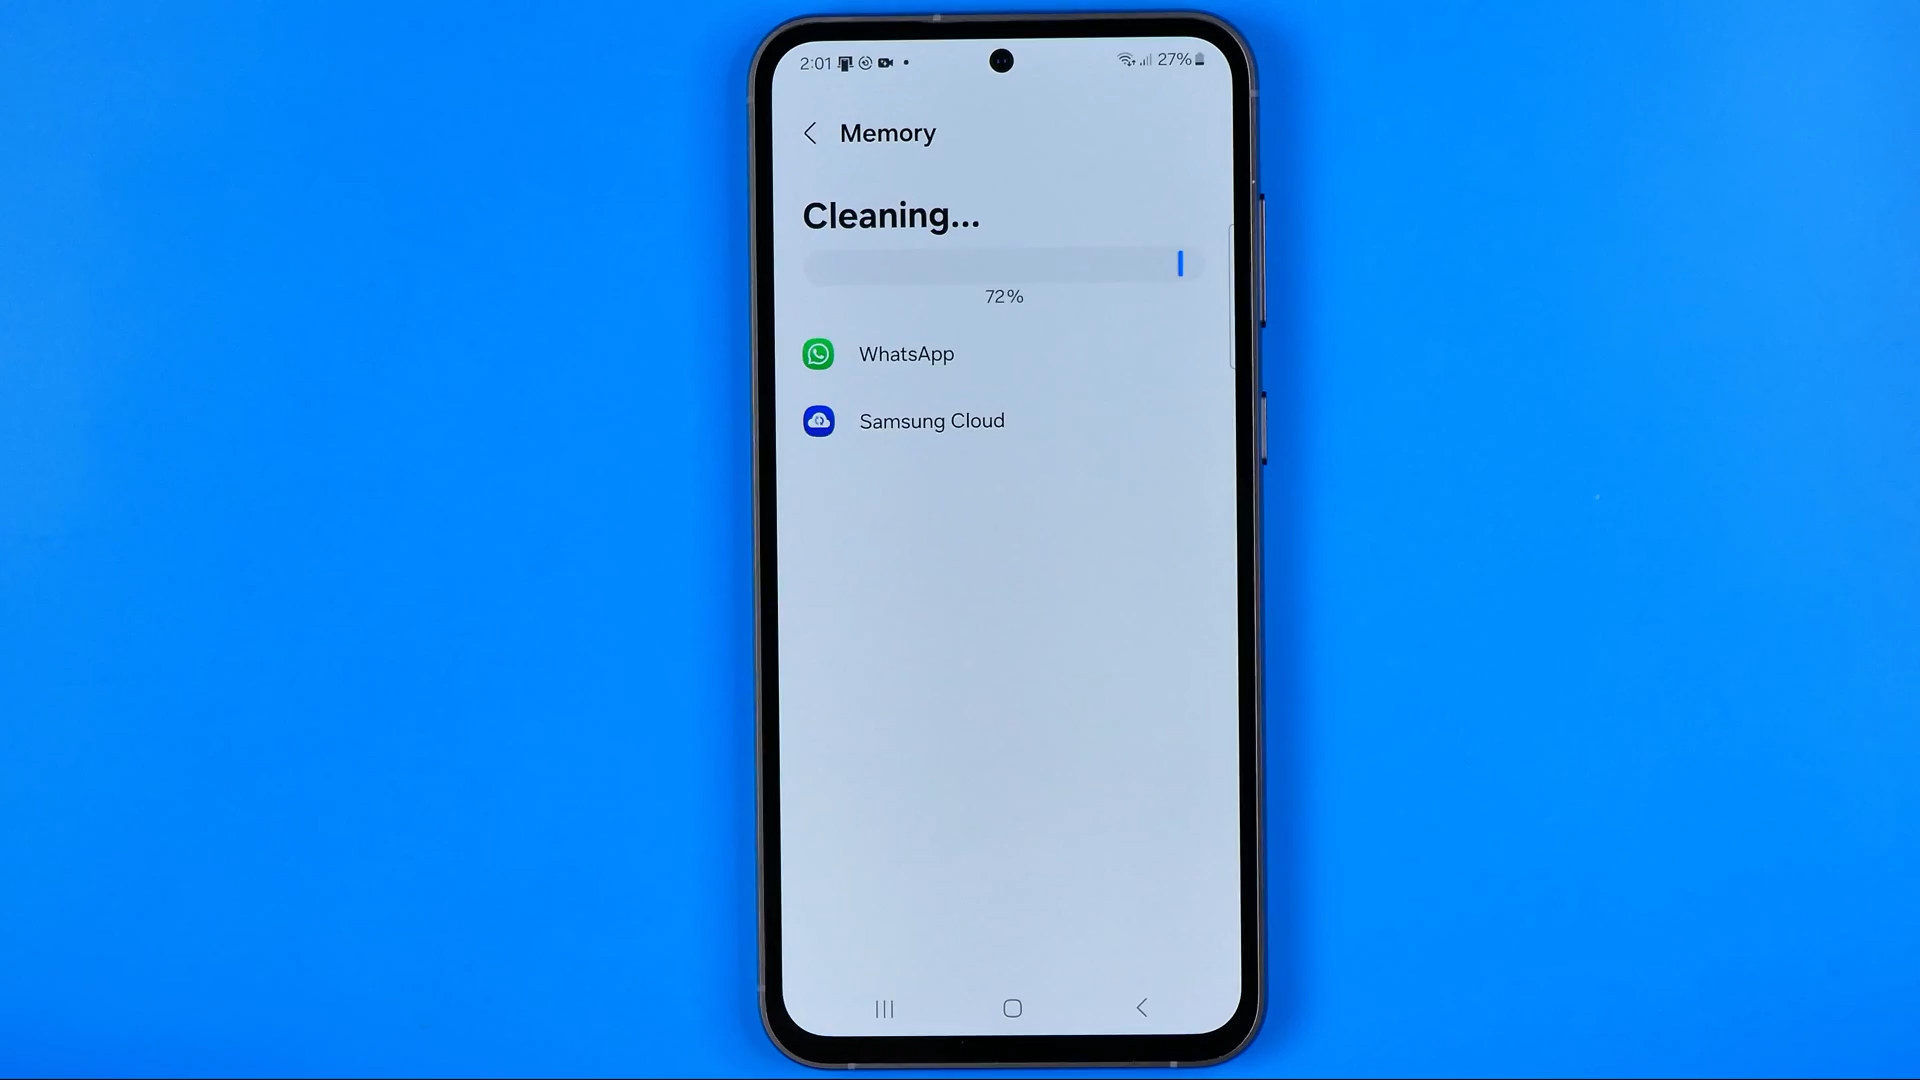 2:01 27%
Memory
Cleaning...
72%
WhatsApp
Samsung Cloud